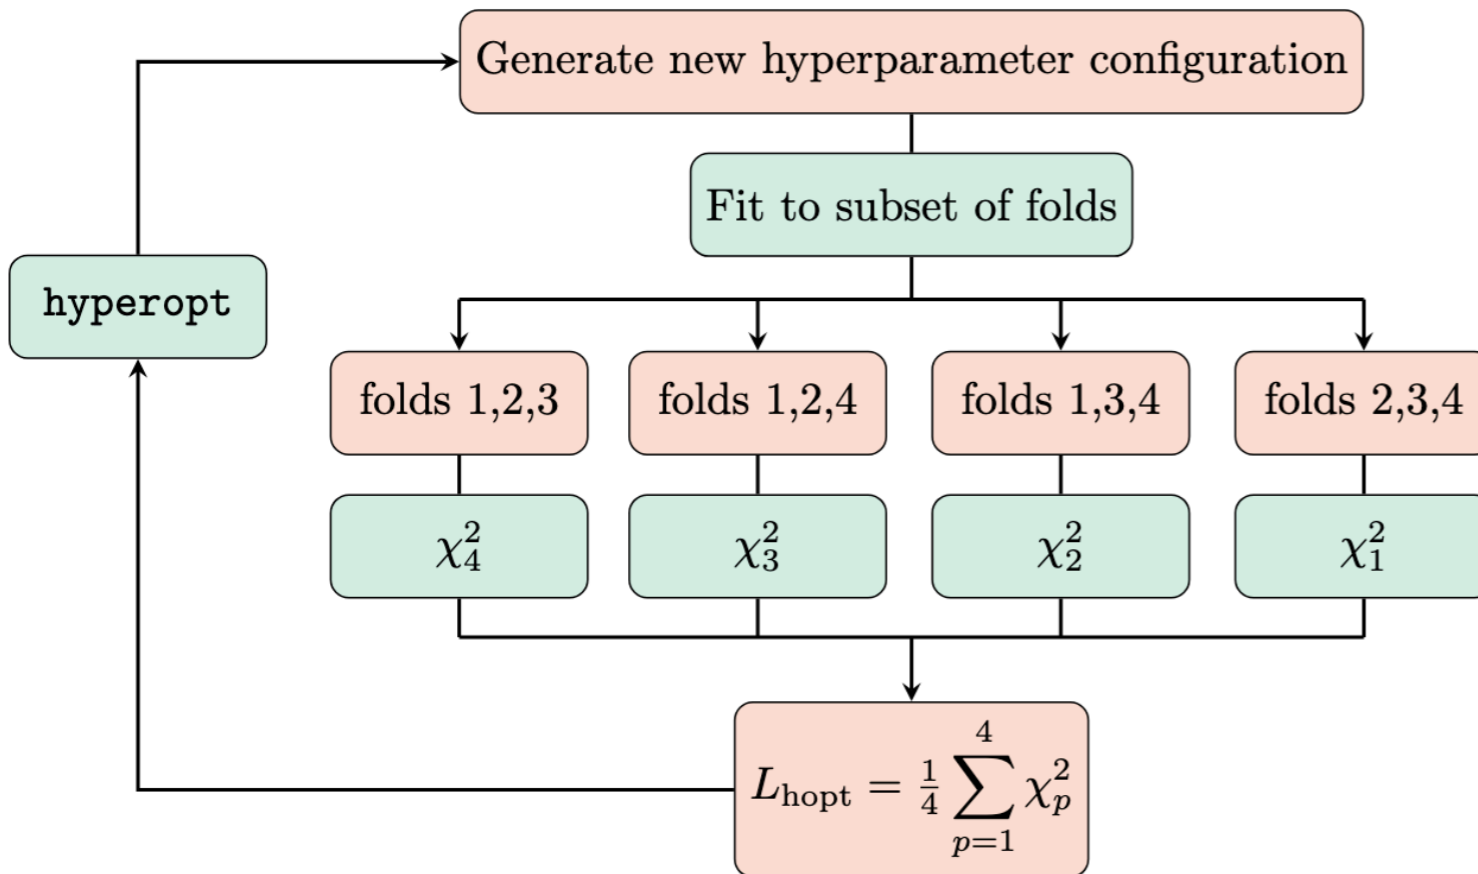 Generate new hyperparameter configuration
Fit to subset of folds
hyperopt
folds 1,2,3
folds 1,2,4
folds 1,3,4
folds 2,3,4
χ²₄
χ²₃
χ²₂
χ²₁
L_hopt = 1/4 ∑_{p=1}^{4} χ²_p